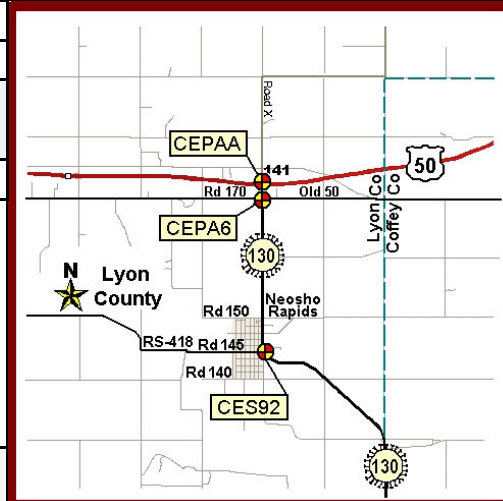 Road X
CEPAA
141
50
Rd 170
Old 50
Lyon Co
Coffey Co
CEPA6
130
N
Lyon
County
Rd 150
Neosho
Rapids
RS-418
Rd 145
Rd 140
CES92
130